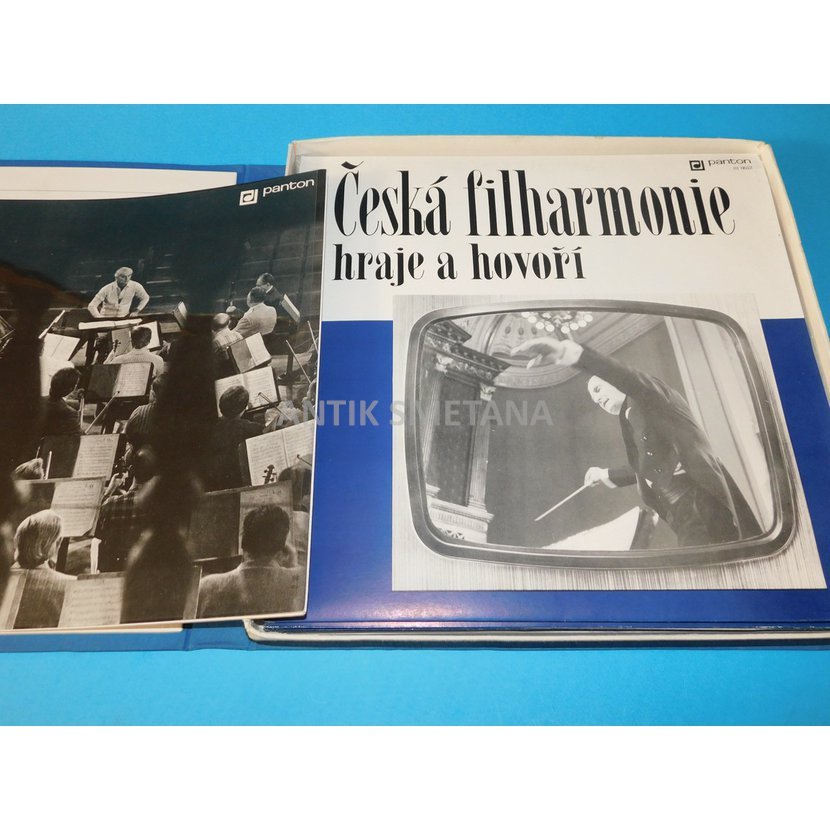 panton
panton
Česká filharmonie
hraje a hovoří
ANTIK SMETANA